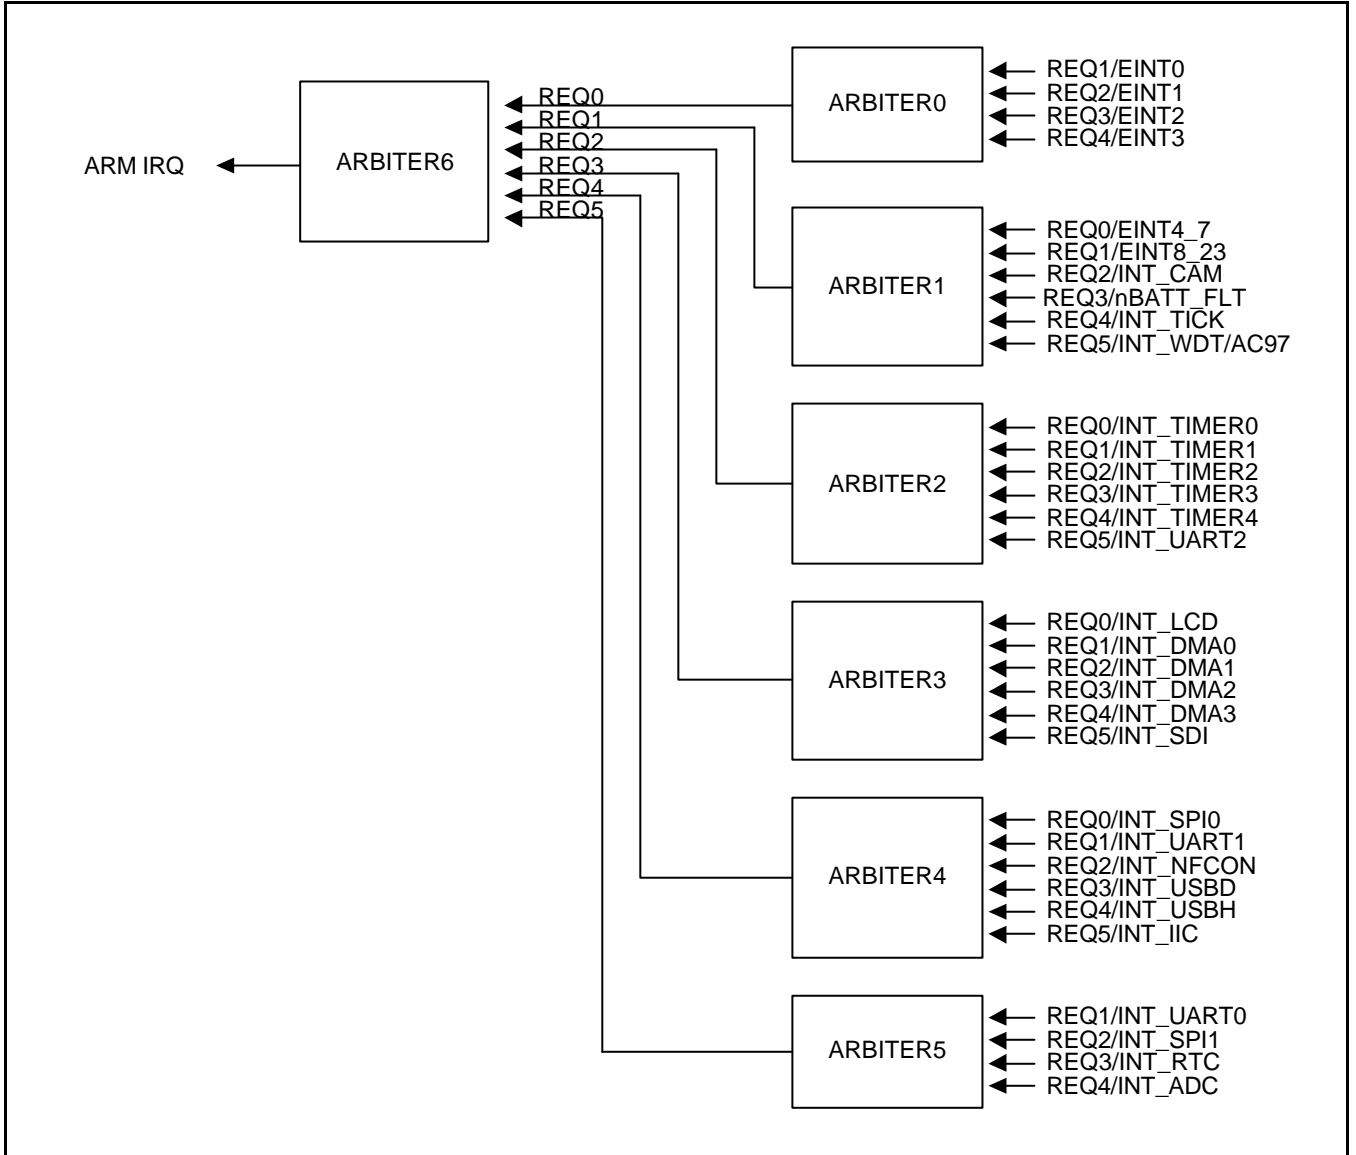 ARM IRQ
ARBITER6
REQ0
REQ1
REQ2
REQ3
REQ4
REQ5
ARBITER0
REQ1/EINT0
REQ2/EINT1
REQ3/EINT2
REQ4/EINT3
ARBITER1
REQ0/EINT4_7
REQ1/EINT8_23
REQ2/INT_CAM
REQ3/nBATT_FLT
REQ4/INT_TICK
REQ5/INT_WDT/AC97
ARBITER2
REQ0/INT_TIMER0
REQ1/INT_TIMER1
REQ2/INT_TIMER2
REQ3/INT_TIMER3
REQ4/INT_TIMER4
REQ5/INT_UART2
ARBITER3
REQ0/INT_LCD
REQ1/INT_DMA0
REQ2/INT_DMA1
REQ3/INT_DMA2
REQ4/INT_DMA3
REQ5/INT_SDI
ARBITER4
REQ0/INT_SPI0
REQ1/INT_UART1
REQ2/INT_NFCON
REQ3/INT_USBD
REQ4/INT_USBH
REQ5/INT_IIC
ARBITER5
REQ1/INT_UART0
REQ2/INT_SPI1
REQ3/INT_RTC
REQ4/INT_ADC